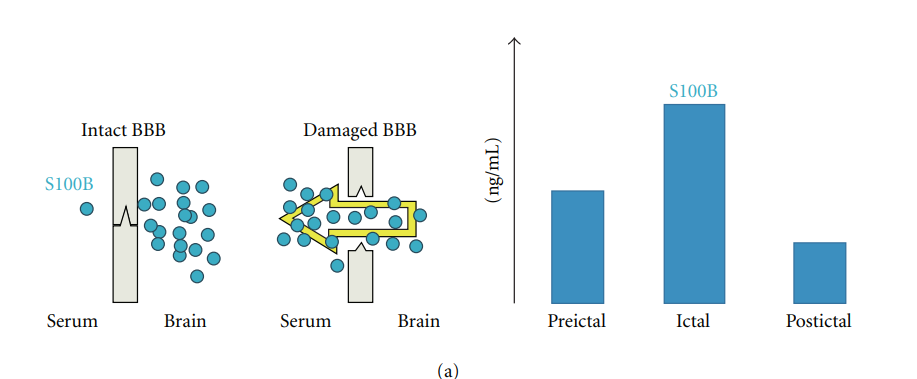 Intact BBB
S100B
Serum
Brain
Damaged BBB
Serum
Brain
(ng/mL)
S100B
Preictal
Ictal
Postictal
(a)